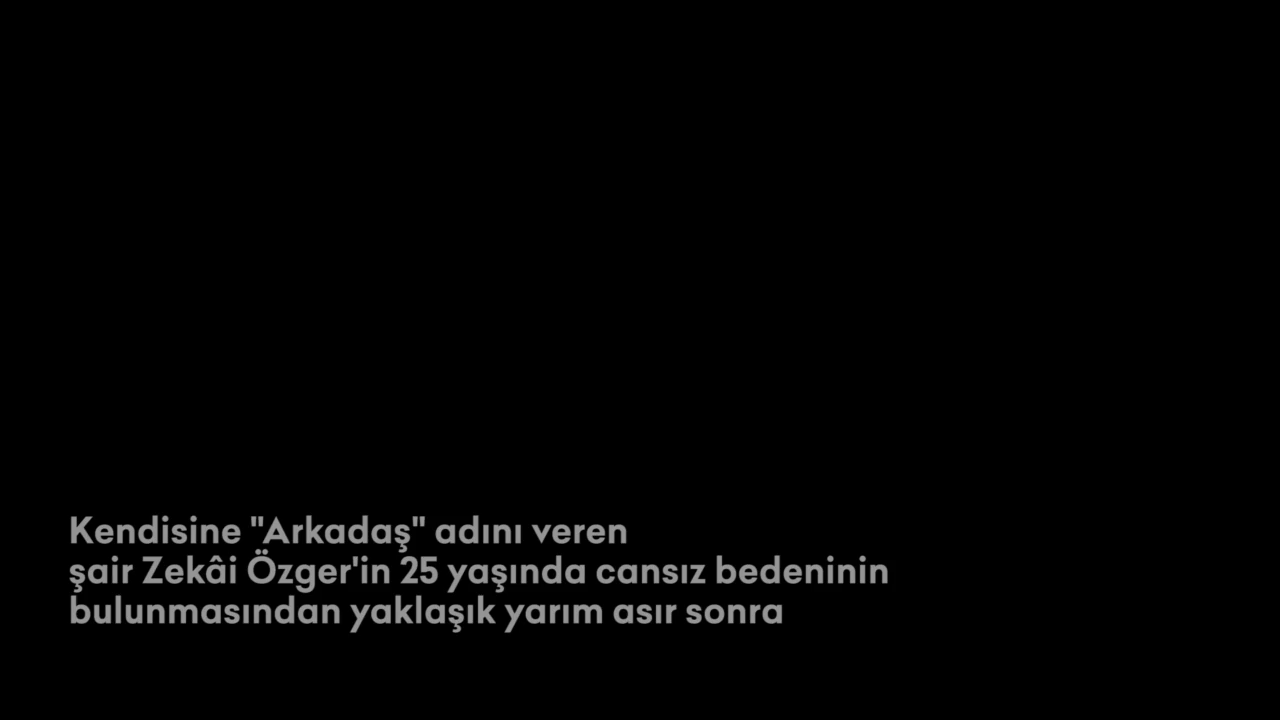 Kendisine "Arkadaş" adını veren
şair Zekâi Özger'in 25 yaşında cansız bedeninin
bulunmasından yaklaşık yarım asır sonra